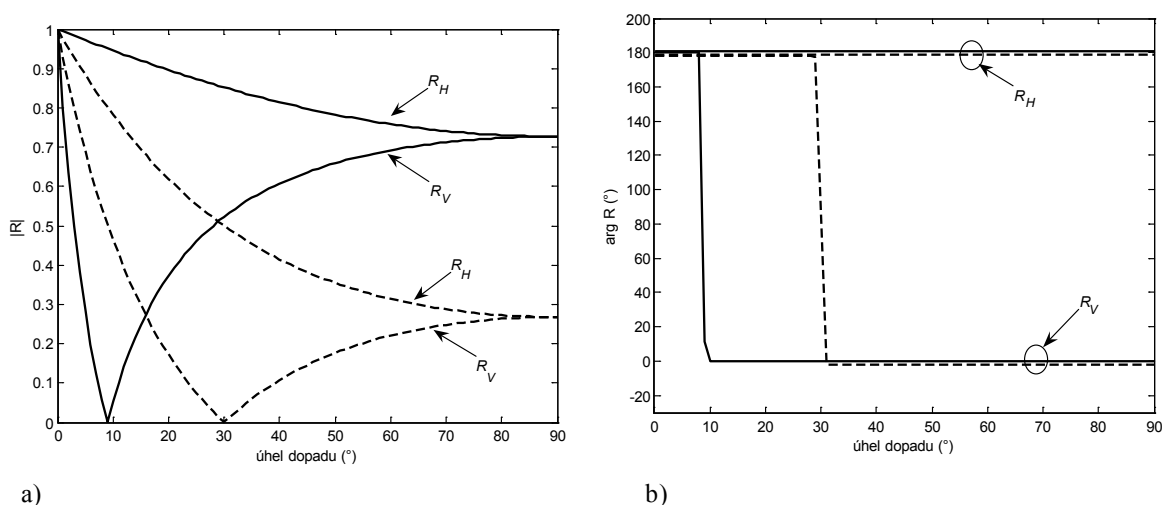 1
0.9
0.8
0.7
0.6
0.5
0.4
0.3
0.2
0.1
0
|R|
R_H
R_V
R_H
R_V
0 10 20 30 40 50 60 70 80 90
úhel dopadu (°)
a)
200
180
160
140
120
100
80
60
40
20
0
-20
arg R (°)
R_H
R_V
0 10 20 30 40 50 60 70 80 90
úhel dopadu (°)
b)